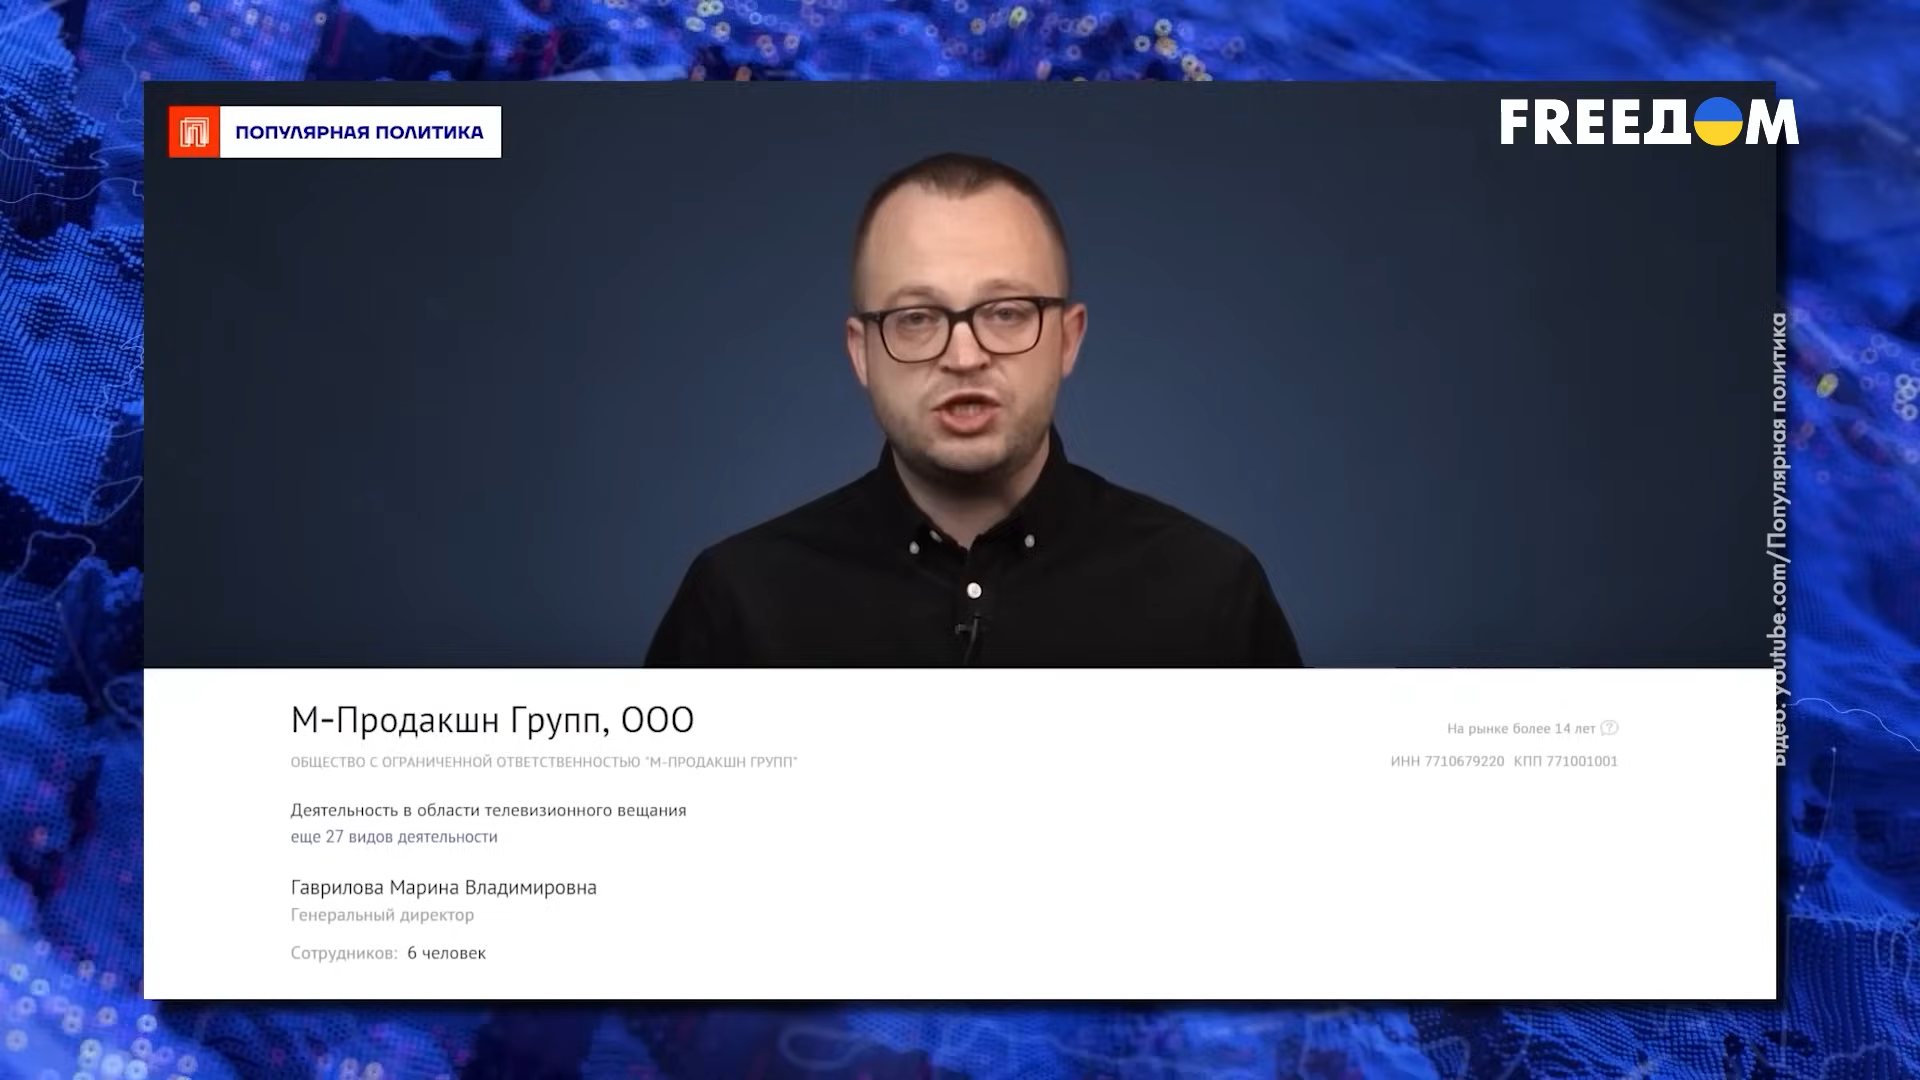 ПОПУЛЯРНАЯ ПОЛИТИКА
FREEДОМ
М-Продакшн Групп, ООО
На рынке более 14 лет ?
ОБЩЕСТВО С ОГРАНИЧЕННОЙ ОТВЕТСТВЕННОСТЬЮ "М-ПРОДАКШН ГРУПП"
ИНН 7710679220 КПП 771001001
Деятельность в области телевизионного вещания
еще 27 видов деятельности
Гаврилова Марина Владимировна
Генеральный директор
Сотрудников: 6 человек
Відео: youtube.com/Популярная политика